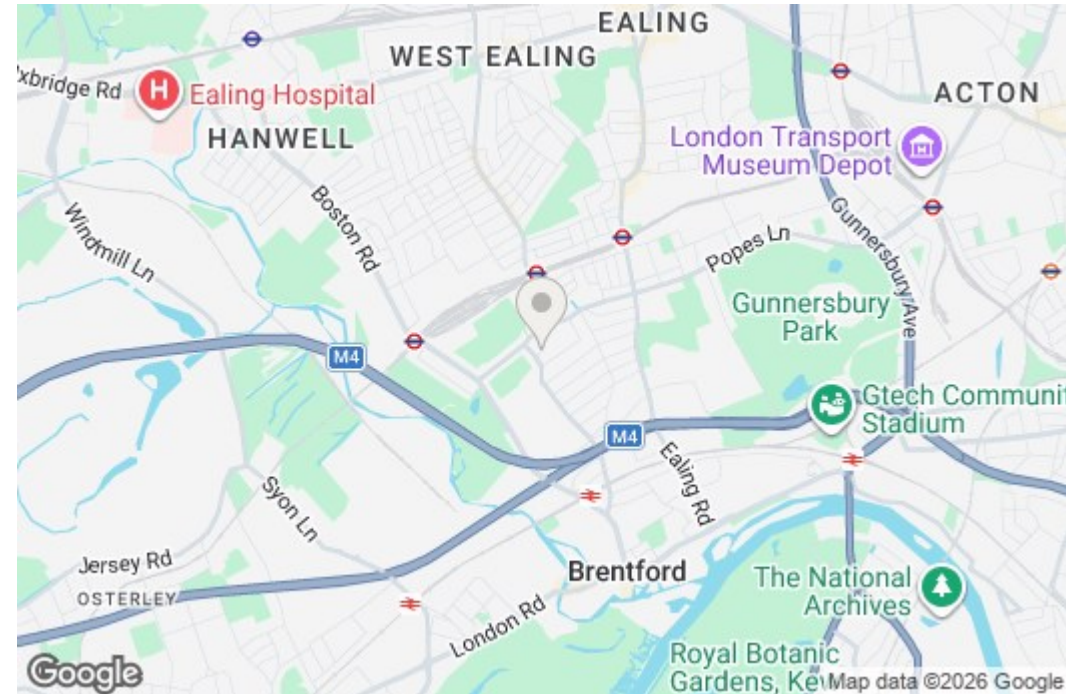 EALING
WEST EALING
xbridge Rd
Ealing Hospital
HANWELL
ACTON
London Transport
Museum Depot
Boston Rd
Windmill Ln
Popes Ln
Gunnersbury Ave
Gunnersbury
Park
M4
Gtech Communit
Stadium
M4
Ealing Rd
Syon Ln
Jersey Rd
OSTERLEY
Brentford
The National
Archives
London Rd
Royal Botanic
Gardens, Kew
Google
Map data ©2026 Google